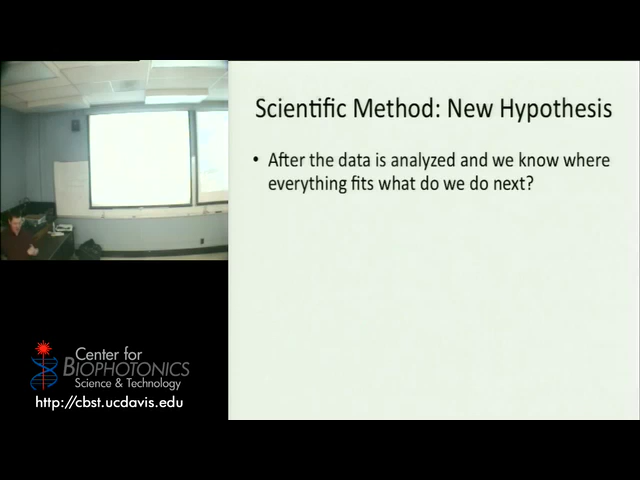 Scientific Method: New Hypothesis
• After the data is analyzed and we know where
everything fits what do we do next?
Center for
BIOPHOTONICS
Science & Technology
http://cbst.ucdavis.edu